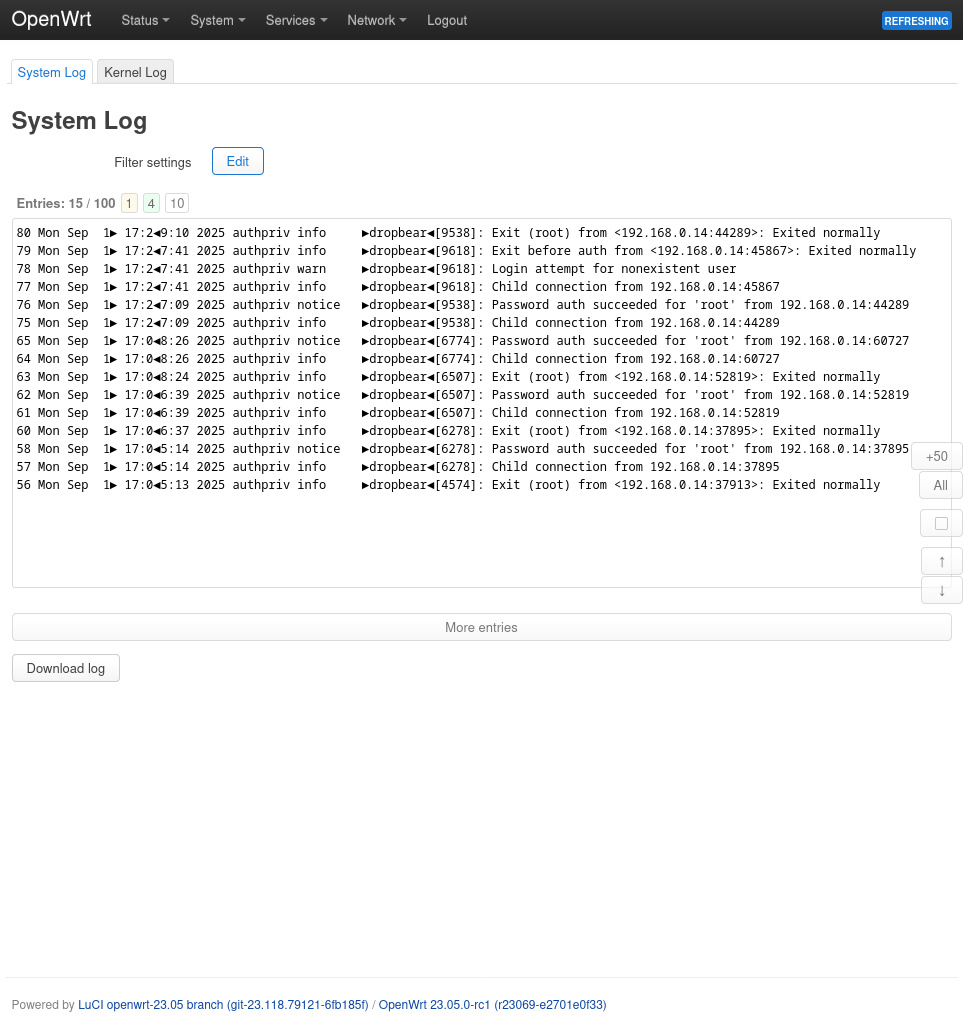 OpenWrt Status System Services Network Logout REFRESHING
System Log Kernel Log
System Log
Filter settings Edit
Entries: 15 / 100 1 4 10
80 Mon Sep  1▶ 17:2◀9:10 2025 authpriv info     ▶dropbear◀[9538]: Exit (root) from <192.168.0.14:44289>: Exited normally
79 Mon Sep  1▶ 17:2◀7:41 2025 authpriv info     ▶dropbear◀[9618]: Exit before auth from <192.168.0.14:45867>: Exited normally
78 Mon Sep  1▶ 17:2◀7:41 2025 authpriv warn     ▶dropbear◀[9618]: Login attempt for nonexistent user
77 Mon Sep  1▶ 17:2◀7:41 2025 authpriv info     ▶dropbear◀[9618]: Child connection from 192.168.0.14:45867
76 Mon Sep  1▶ 17:2◀7:09 2025 authpriv notice   ▶dropbear◀[9538]: Password auth succeeded for 'root' from 192.168.0.14:44289
75 Mon Sep  1▶ 17:2◀7:09 2025 authpriv info     ▶dropbear◀[9538]: Child connection from 192.168.0.14:44289
65 Mon Sep  1▶ 17:0◀8:26 2025 authpriv notice   ▶dropbear◀[6774]: Password auth succeeded for 'root' from 192.168.0.14:60727
64 Mon Sep  1▶ 17:0◀8:26 2025 authpriv info     ▶dropbear◀[6774]: Child connection from 192.168.0.14:60727
63 Mon Sep  1▶ 17:0◀8:24 2025 authpriv info     ▶dropbear◀[6507]: Exit (root) from <192.168.0.14:52819>: Exited normally
62 Mon Sep  1▶ 17:0◀6:39 2025 authpriv notice   ▶dropbear◀[6507]: Password auth succeeded for 'root' from 192.168.0.14:52819
61 Mon Sep  1▶ 17:0◀6:39 2025 authpriv info     ▶dropbear◀[6507]: Child connection from 192.168.0.14:52819
60 Mon Sep  1▶ 17:0◀6:37 2025 authpriv info     ▶dropbear◀[6278]: Exit (root) from <192.168.0.14:37895>: Exited normally
58 Mon Sep  1▶ 17:0◀5:14 2025 authpriv notice   ▶dropbear◀[6278]: Password auth succeeded for 'root' from 192.168.0.14:37895
57 Mon Sep  1▶ 17:0◀5:14 2025 authpriv info     ▶dropbear◀[6278]: Child connection from 192.168.0.14:37895
56 Mon Sep  1▶ 17:0◀5:13 2025 authpriv info     ▶dropbear◀[4574]: Exit (root) from <192.168.0.14:37913>: Exited normally
+50
All
↑
↓
More entries
Download log
Powered by LuCI openwrt-23.05 branch (git-23.118.79121-6fb185f) / OpenWrt 23.05.0-rc1 (r23069-e2701e0f33)